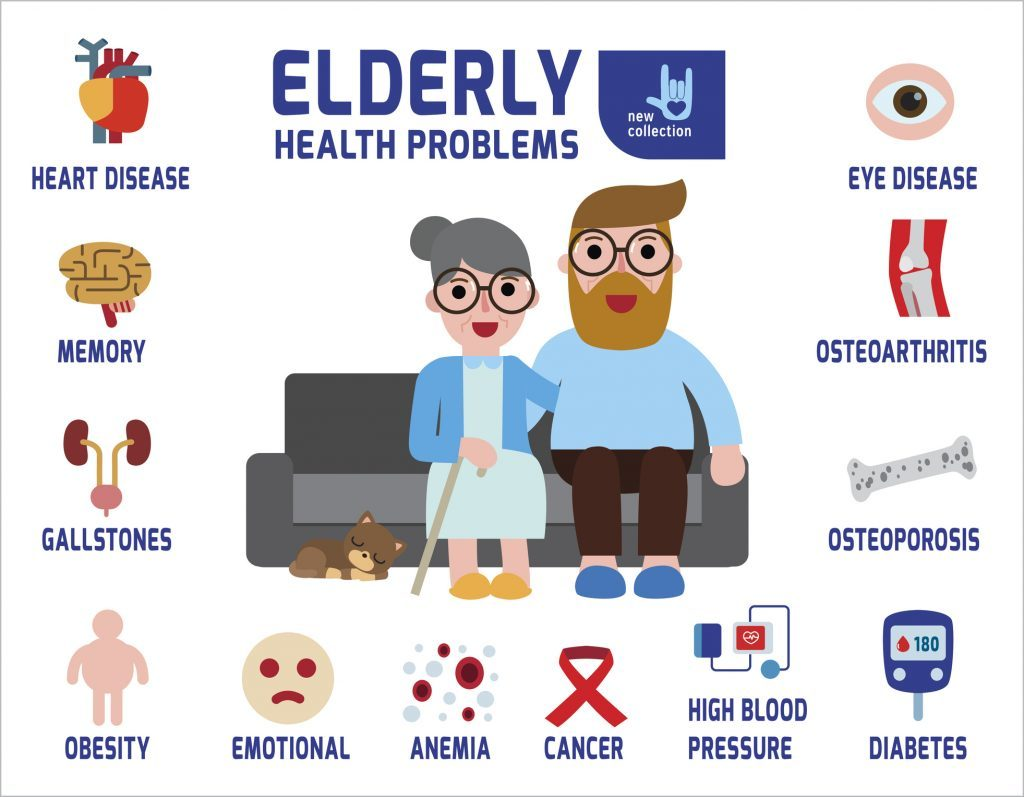 ELDERLY
HEALTH PROBLEMS
new
collection
HEART DISEASE
EYE DISEASE
MEMORY
OSTEOARTHRITIS
GALLSTONES
OSTEOPOROSIS
OBESITY
EMOTIONAL
ANEMIA
CANCER
HIGH BLOOD
PRESSURE
180
DIABETES